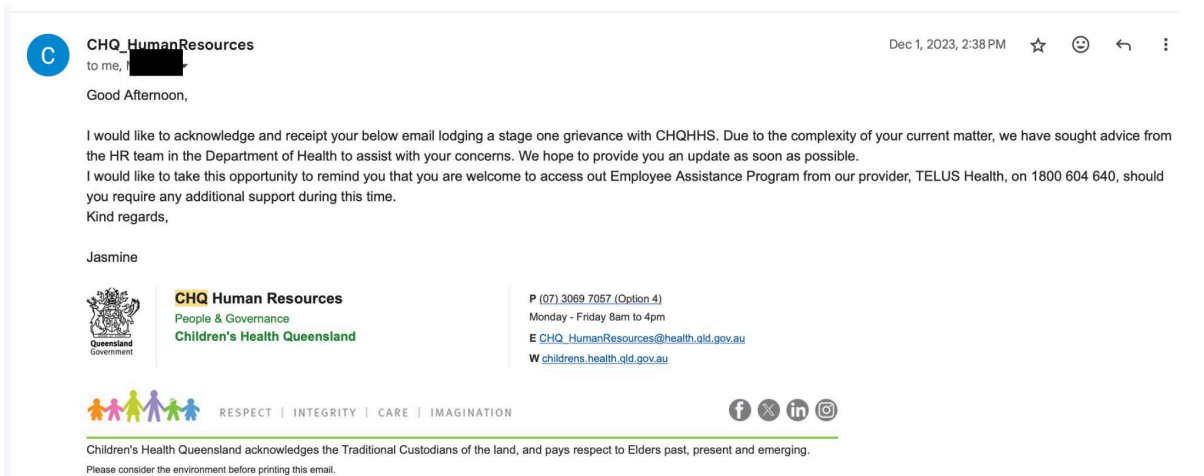 C
CHQ_HumanResources
Dec 1, 2023, 2:38 PM
to me,
Good Afternoon,
I would like to acknowledge and receipt your below email lodging a stage one grievance with CHQHHS. Due to the complexity of your current matter, we have sought advice from
the HR team in the Department of Health to assist with your concerns. We hope to provide you an update as soon as possible.
I would like to take this opportunity to remind you that you are welcome to access out Employee Assistance Program from our provider, TELUS Health, on 1800 604 640, should
you require any additional support during this time.
Kind regards,
Jasmine
Queensland
Government
CHQ Human Resources
People & Governance
Children's Health Queensland
P (07) 3069 7057 (Option 4)
Monday - Friday 8am to 4pm
E CHQ_HumanResources@health.qld.gov.au
W childrens.health.qld.gov.au
RESPECT | INTEGRITY | CARE | IMAGINATION
Children's Health Queensland acknowledges the Traditional Custodians of the land, and pays respect to Elders past, present and emerging.
Please consider the environment before printing this email.